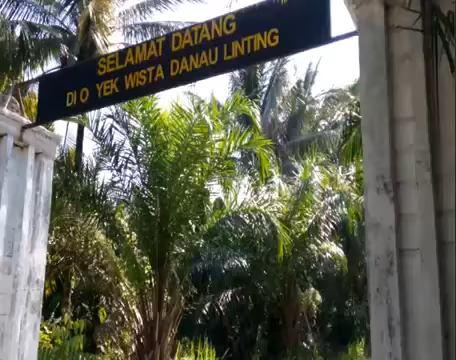 SELAMAT DATANG
DI O YEK WISTA DANAU LINTING